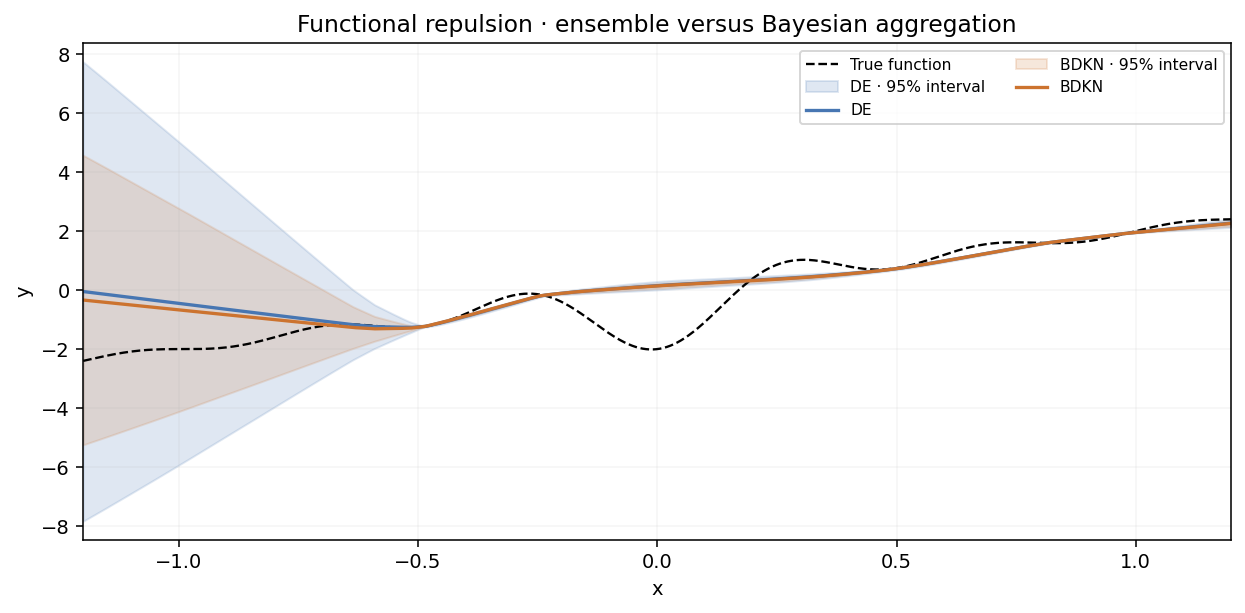 Functional repulsion · ensemble versus Bayesian aggregation
True function
DE · 95% interval
DE
BDKN · 95% interval
BDKN
8
6
4
2
0
−2
−4
−6
−8
y
−1.0 −0.5 0.0 0.5 1.0
x